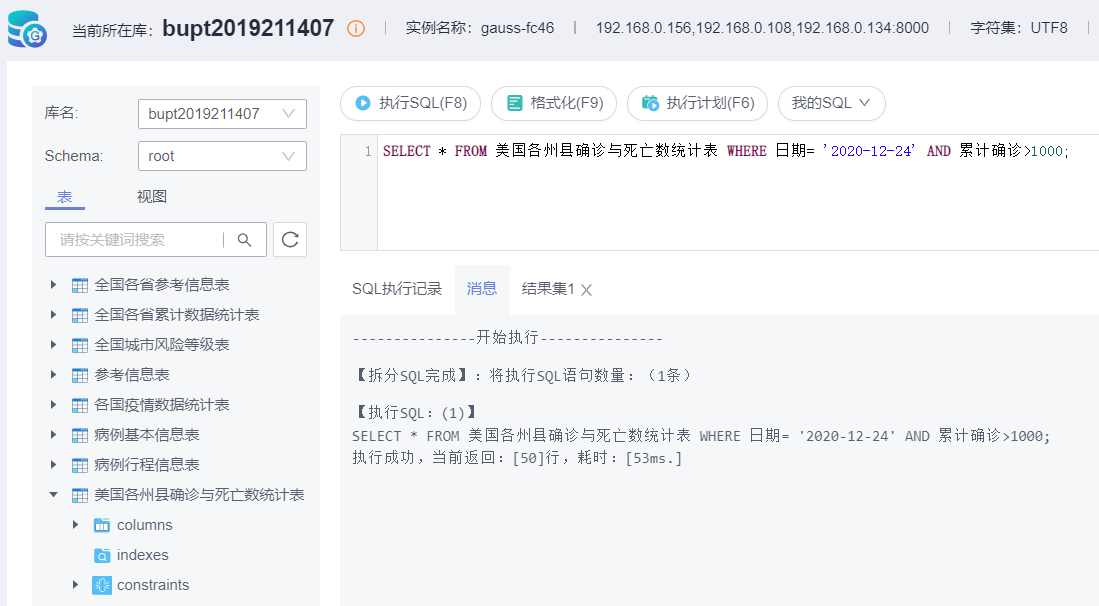 当前所在库: bupt2019211407 实例名称: gauss-fc46 192.168.0.156,192.168.0.108,192.168.0.134:8000 字符集: UTF8
库名: bupt2019211407
Schema: root
表 视图
请按关键词搜索
全国各省参考信息表
全国各省累计数据统计表
全国城市风险等级表
参考信息表
各国疫情数据统计表
病例基本信息表
病例行程信息表
美国各州县确诊与死亡数统计表
columns
indexes
constraints
执行SQL(F8) 格式化(F9) 执行计划(F6) 我的SQL
1 SELECT * FROM 美国各州县确诊与死亡数统计表 WHERE 日期= '2020-12-24' AND 累计确诊>1000;
SQL执行记录 消息 结果集1
---------------开始执行---------------
【拆分SQL完成】：将执行SQL语句数量：（1条）
【执行SQL：(1)】
SELECT * FROM 美国各州县确诊与死亡数统计表 WHERE 日期= '2020-12-24' AND 累计确诊>1000;
执行成功，当前返回：[50]行，耗时：[53ms.]